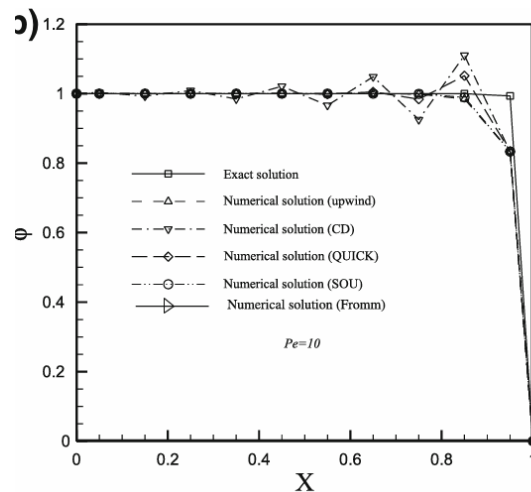 b)
1.2
1
0.8
0.6
0.4
0.2
0
φ
Exact solution
Numerical solution (upwind)
Numerical solution (CD)
Numerical solution (QUICK)
Numerical solution (SOU)
Numerical solution (Fromm)
Pe=10
0 0.2 0.4 0.6 0.8
X